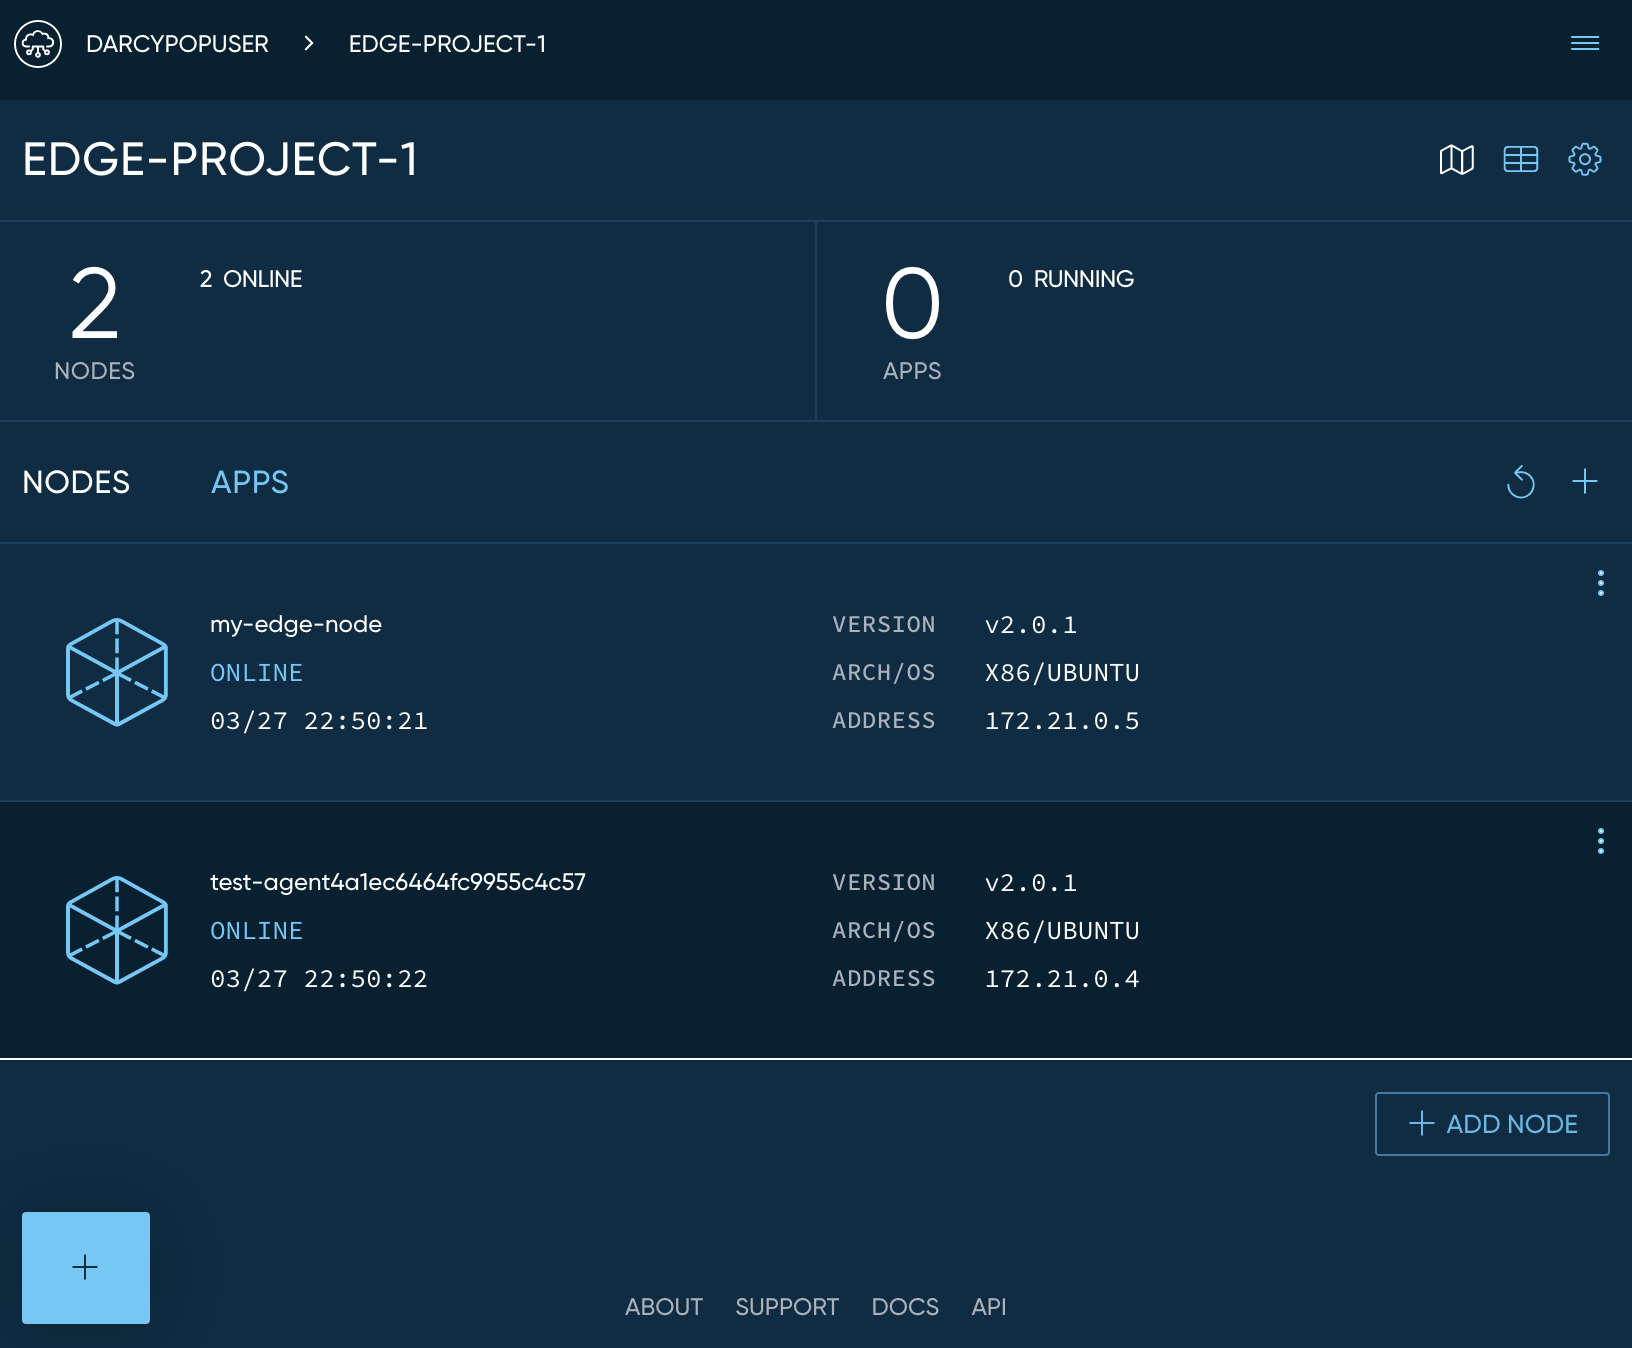 DARCYPOPUSER > EDGE-PROJECT-1
EDGE-PROJECT-1
2
NODES
2 ONLINE
0
APPS
0 RUNNING
NODES APPS
my-edge-node
ONLINE
03/27 22:50:21
VERSION v2.0.1
ARCH/OS X86/UBUNTU
ADDRESS 172.21.0.5
test-agent4a1ec6464fc9955c4c57
ONLINE
03/27 22:50:22
VERSION v2.0.1
ARCH/OS X86/UBUNTU
ADDRESS 172.21.0.4
+ ADD NODE
+
ABOUT SUPPORT DOCS API